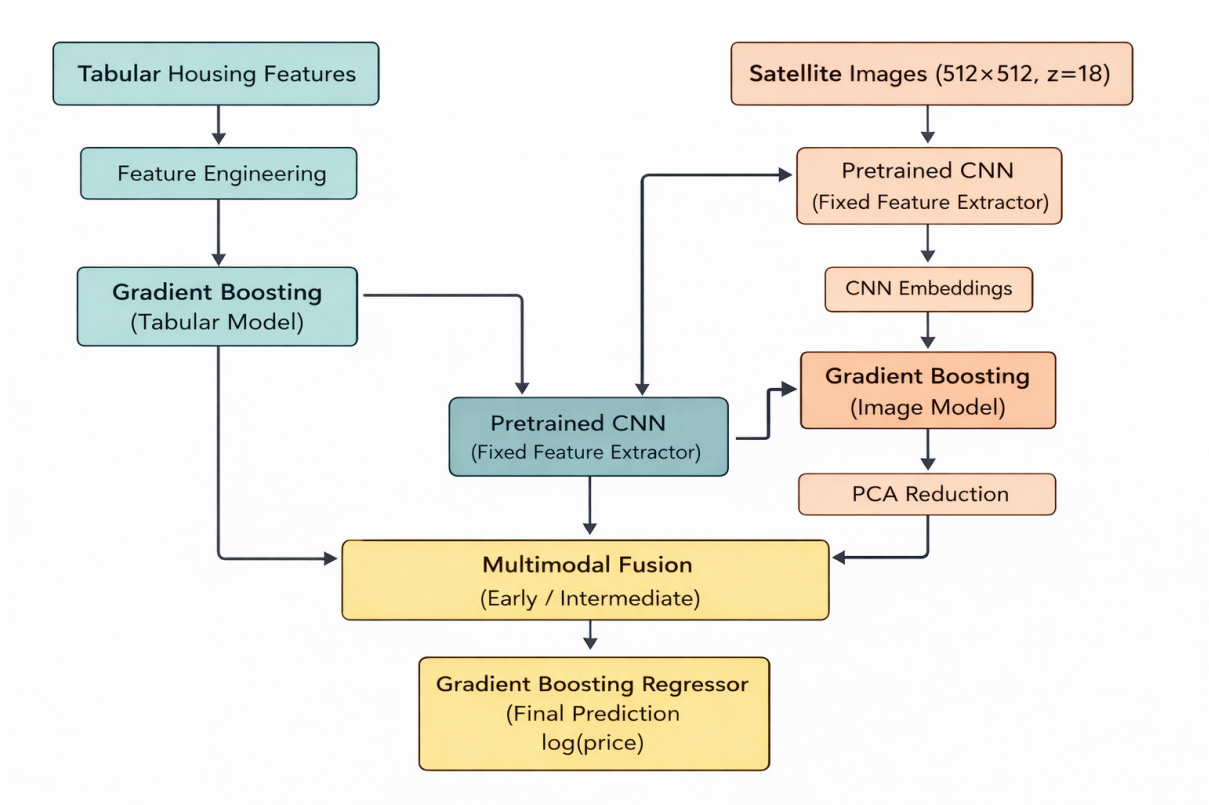 Tabular Housing Features
Satellite Images (512×512, z=18)
Feature Engineering
Pretrained CNN
(Fixed Feature Extractor)
Gradient Boosting
(Tabular Model)
CNN Embeddings
Gradient Boosting
(Image Model)
Pretrained CNN
(Fixed Feature Extractor)
PCA Reduction
Multimodal Fusion
(Early / Intermediate)
Gradient Boosting Regressor
(Final Prediction
log(price)